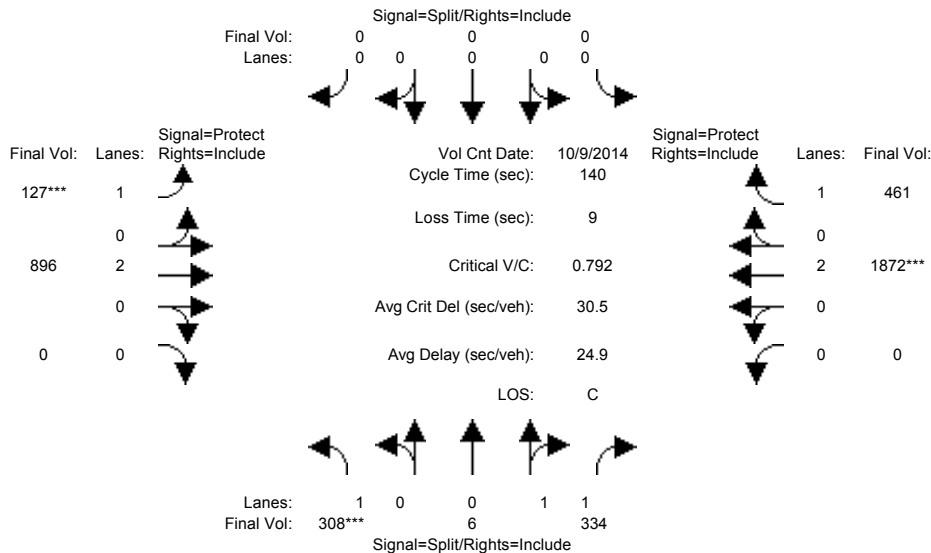 Signal=Split/Rights=Include
Final Vol: 0 0 0
Lanes: 0 0 0 0 0
Signal=Protect Signal=Protect
Final Vol: Lanes: Rights=Include Vol Cnt Date: 10/9/2014 Rights=Include Lanes: Final Vol:
Cycle Time (sec): 140
127*** 1 1 461
Loss Time (sec): 9
0 0
896 2 Critical V/C: 0.792 2 1872***
0 Avg Crit Del (sec/veh): 30.5 0
0 0 Avg Delay (sec/veh): 24.9 0 0
LOS: C
Lanes: 1 0 0 1 1
Final Vol: 308*** 6 334
Signal=Split/Rights=Include